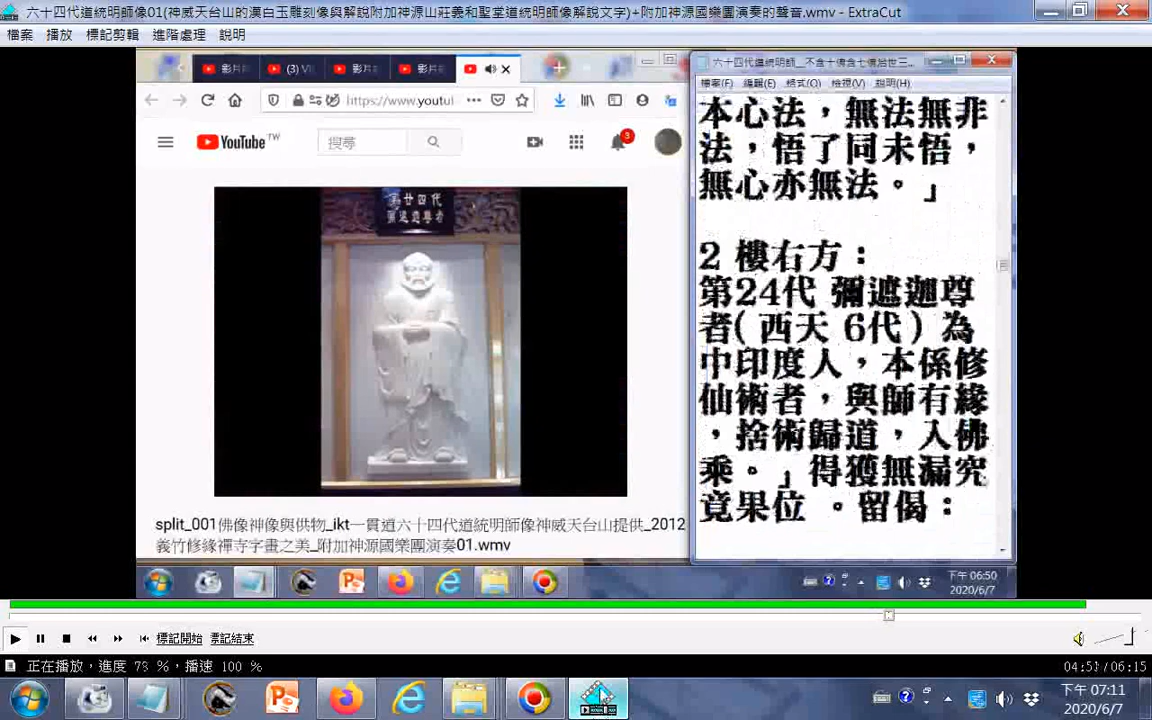 六十四代道統明師像01(神威天台山的漢白玉雕刻像與解說附加神源山莊義和聖堂道統明師像解說文字)+附加神源國樂團演奏的聲音.wmv - ExtraCut
檔案 播放 標記剪輯 進階處理 說明
影片 (3) 影片 影片
https://www.youtul
YouTube TW
搜尋
3
第廿四代
彌遮迦尊者
split_001佛像神像與供物_ikt一貫道六十四代道統明師像神威天台山提供_2012
義竹修緣禪寺字畫之美_附加神源國樂團演奏01.wmv
檔案(F) 編輯(E) 格式(O) 檢視(V) 說明(H)
本心法，無法無非
法，悟了同未悟，
無心亦無法。」
2 樓右方：
第24代 彌遮迦尊
者( 西天 6代 ) 為
中印度人，本係修
仙術者，與師有緣
，捨術歸道，入佛
乘。」得獲無漏究
竟果位 。留偈：
下午 06:50
2020/6/7
標記開始 標記結束
正在播放，進度 78 %，播速 100 %
04:51 / 06:15
下午 07:11
2020/6/7